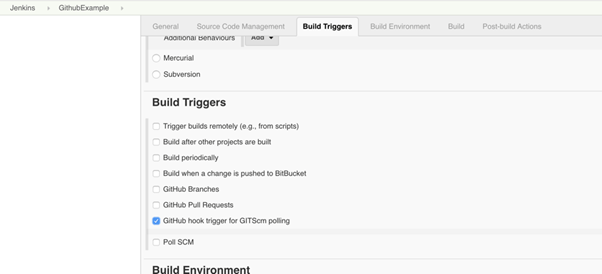 Jenkins › GithubExample ›
General Source Code Management Build Triggers Build Environment Build Post-build Actions
Additional Behaviours Add
Mercurial
Subversion
Build Triggers
Trigger builds remotely (e.g., from scripts)
Build after other projects are built
Build periodically
Build when a change is pushed to BitBucket
GitHub Branches
GitHub Pull Requests
GitHub hook trigger for GITScm polling
Poll SCM
Build Environment